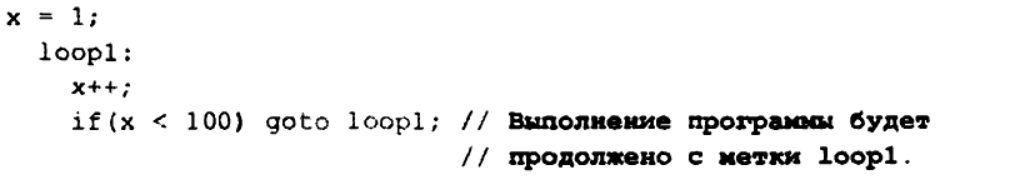 x = 1;
loop1:
x++;
if(x < 100) goto loop1; // Выполнение программы будет
// продолжено с метки loop1.